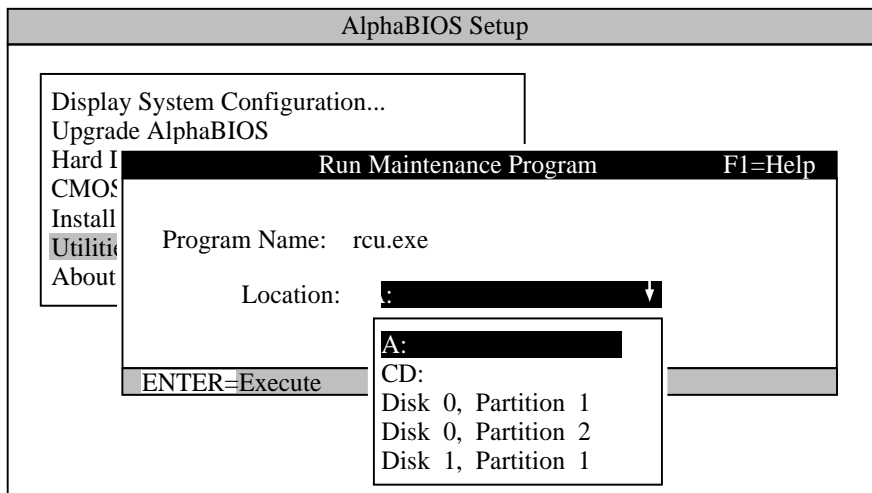 AlphaBIOS Setup
Display System Configuration...
Upgrade AlphaBIOS
Hard
CMOS
Install
Utilitie
About
Run Maintenance Program F1=Help
Program Name: rcu.exe
Location: :
A:
CD:
Disk 0, Partition 1
Disk 0, Partition 2
Disk 1, Partition 1
ENTER=Execute